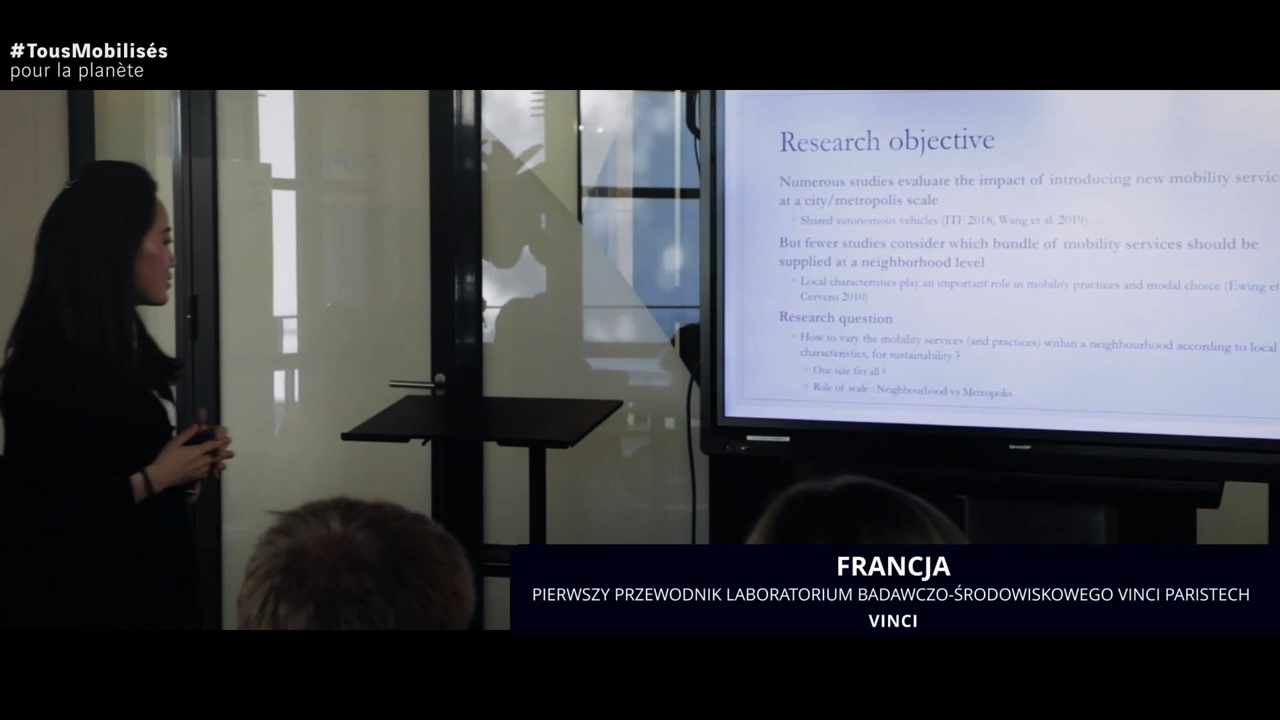 #TousMobilisés
pour la planète
Research objective
Numerous studies evaluate the impact of introducing new mobility
at a city/metropolis scale
Shared autonomous vehicles (ITF 2018, Wang et al. 2019)…
But fewer studies consider which bundle of mobility services should be
supplied at a neighborhood level
Local characteristics play an important role in mobility practices and modal choice (Ewing et
Cervero 2010)
Research question
How to vary the mobility services (and practices) within a neighbourhood according to local
characteristics, for sustainability ?
One size fits all ?
Role of scale : Neighbourhood vs Metropolis
SHARP
FRANCJA
PIERWSZY PRZEWODNIK LABORATORIUM BADAWCZO-ŚRODOWISKOWEGO VINCI PARISTECH
VINCI